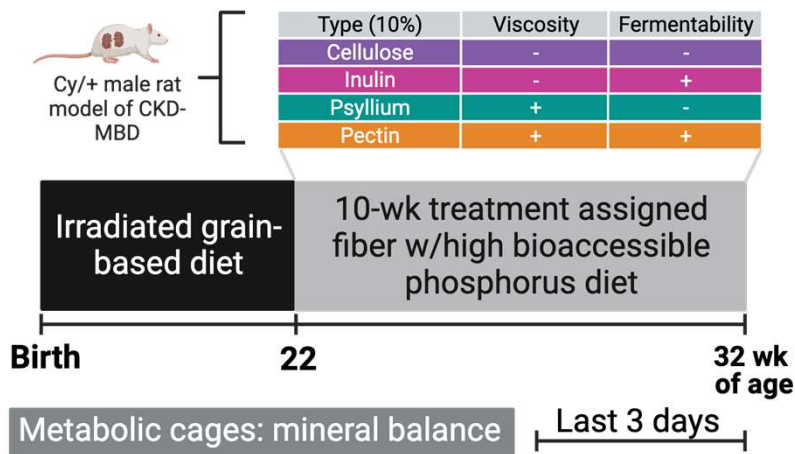 Type (10%) Viscosity Fermentability
Cellulose - -
Inulin - +
Psyllium + -
Pectin + +
Cy/+ male rat
model of CKD-
MBD
Irradiated grain-
based diet
10-wk treatment assigned
fiber w/high bioaccessible
phosphorus diet
Birth 22 32 wk
of age
Metabolic cages: mineral balance Last 3 days